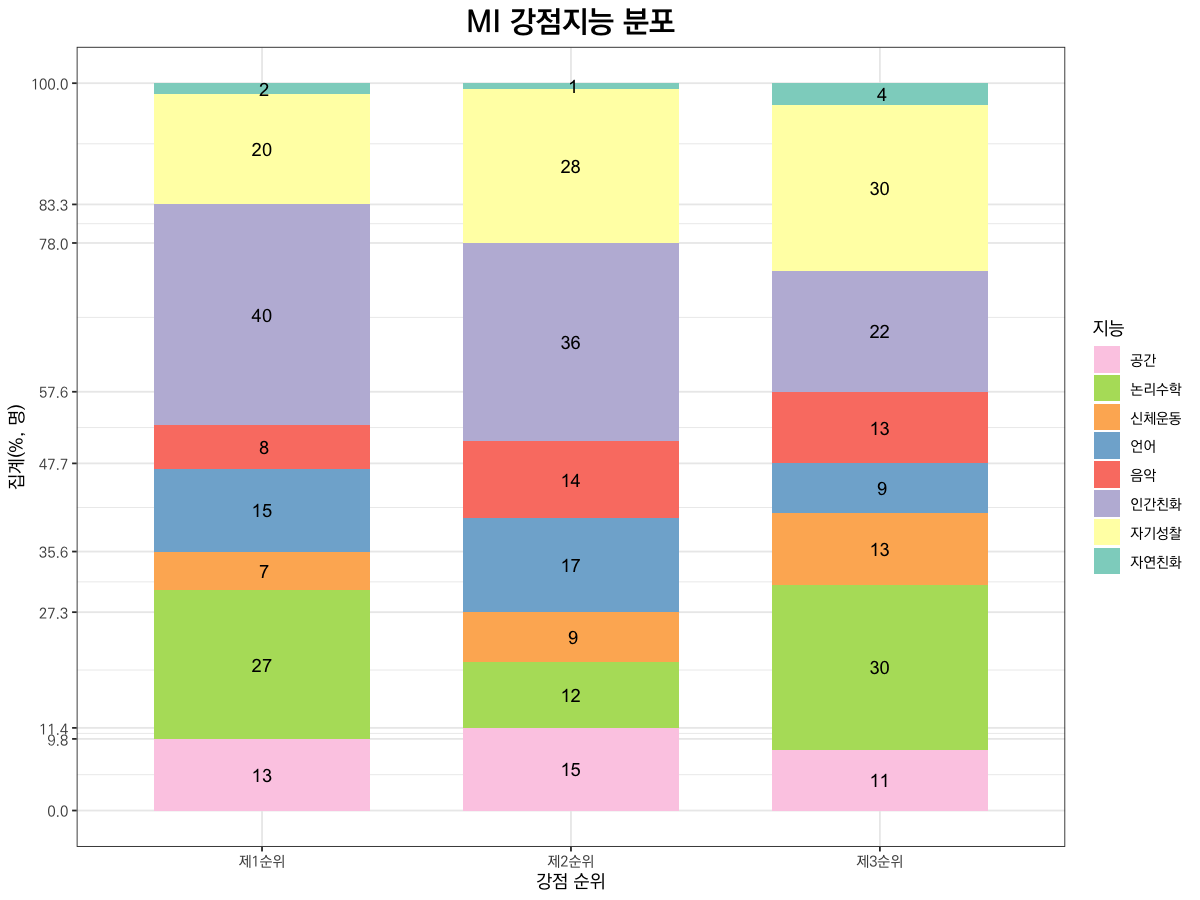 MI 강점지능 분포
집계(%, 명)
100.0
83.3
78.0
57.6
47.7
35.6
27.3
11.4
9.8
0.0
2
20
40
8
15
7
27
13
1
28
36
14
17
9
12
15
4
30
22
13
9
13
30
11
제1순위
제2순위
제3순위
강점 순위
지능
공간
논리수학
신체운동
언어
음악
인간친화
자기성찰
자연친화